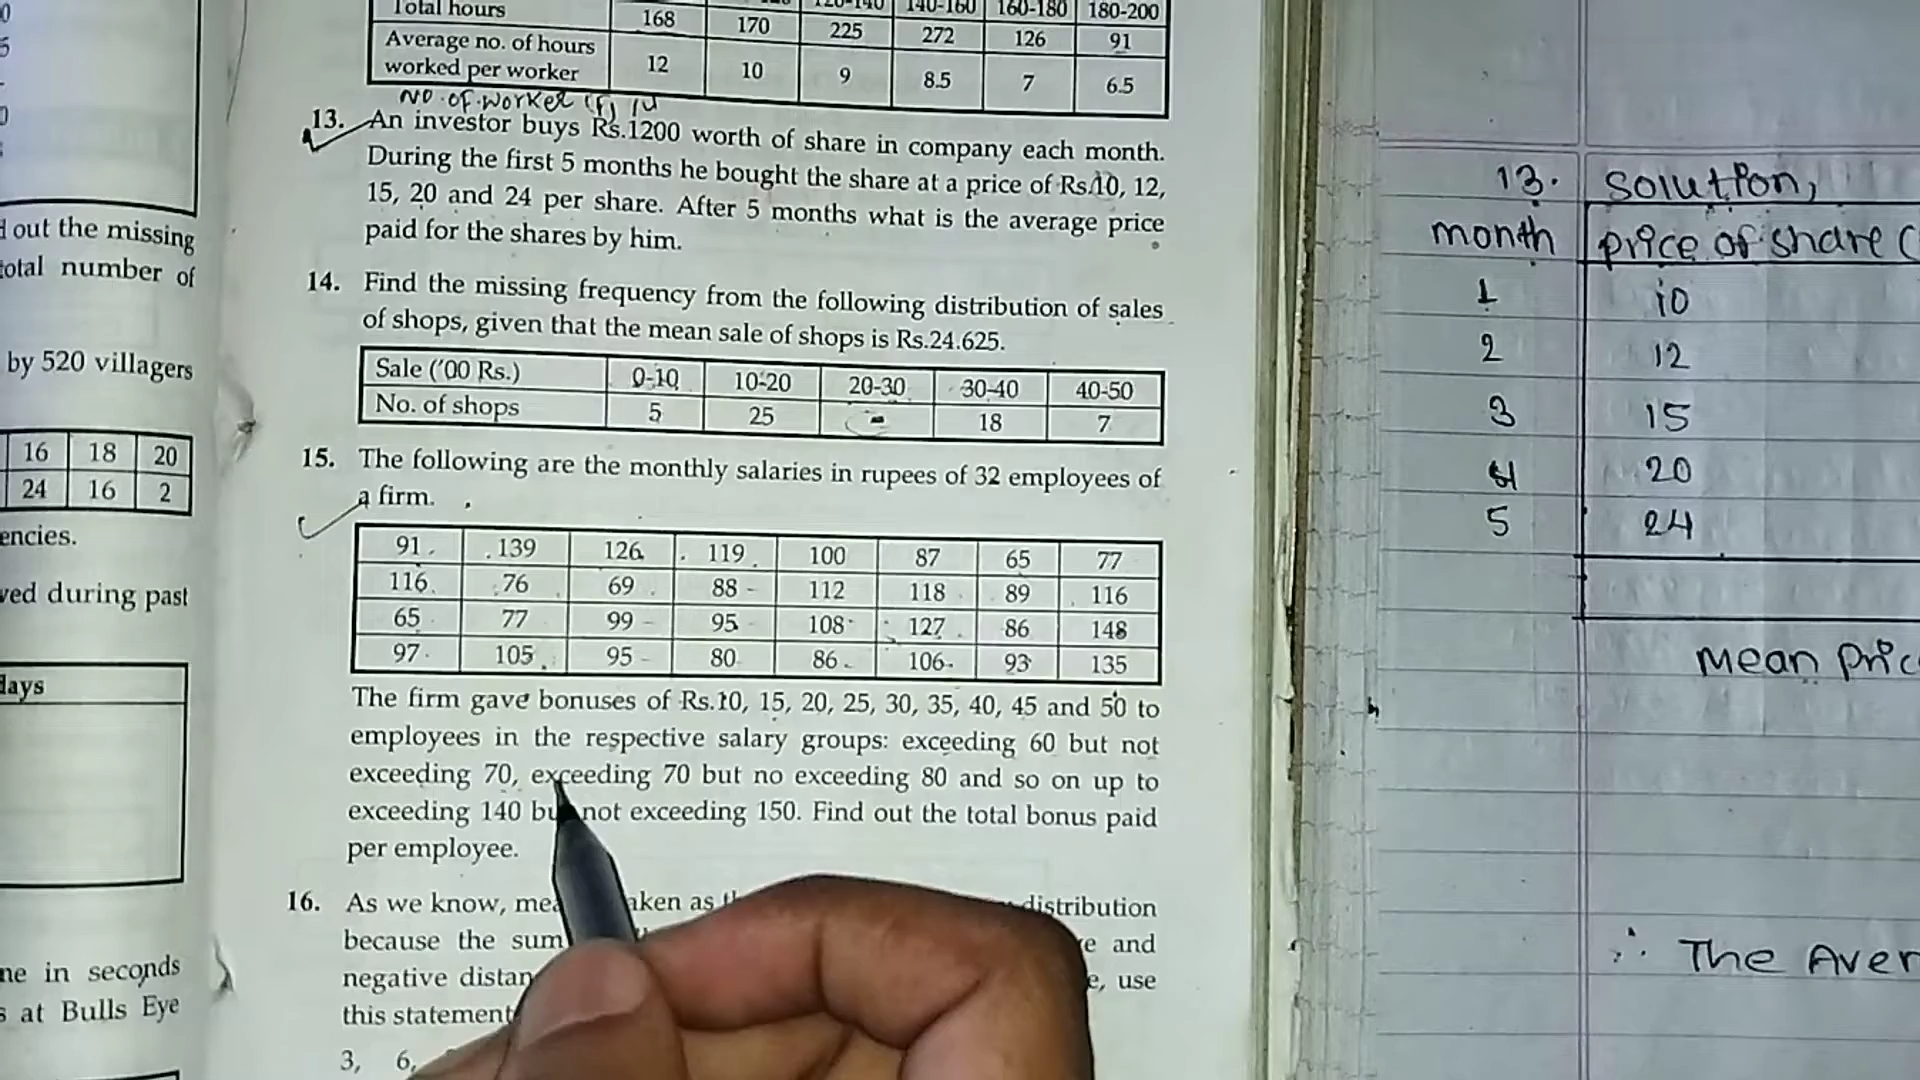 0
5
out the missing
total number of
by 520 villagers
16 18 20
24 16 2
encies.
ved during past
days
me in seconds
at Bulls Eye
Total hours 168 170 225 272 126 91
140-160 160-180 180-200
Average no. of hours
worked per worker 12 10 9 8.5 7 6.5
NO.OF.worker (f)
13. An investor buys Rs.1200 worth of share in company each month.
During the first 5 months he bought the share at a price of Rs.10, 12,
15, 20 and 24 per share. After 5 months what is the average price
paid for the shares by him.
14. Find the missing frequency from the following distribution of sales
of shops, given that the mean sale of shops is Rs.24.625.
Sale ('00 Rs.) 0-10 10-20 20-30 30-40 40-50
No. of shops 5 25 - 18 7
15. The following are the monthly salaries in rupees of 32 employees of
a firm.
91 139 126 119 100 87 65 77
116 76 69 88 112 118 89 116
65 77 99 95 108 127 86 148
97 105 95 80 86 106 93 135
The firm gave bonuses of Rs.10, 15, 20, 25, 30, 35, 40, 45 and 50 to
employees in the respective salary groups: exceeding 60 but not
exceeding 70, exceeding 70 but no exceeding 80 and so on up to
exceeding 140 but not exceeding 150. Find out the total bonus paid
per employee.
16. As we know, taken as distribution
because the sum and
negative use
this statement
3, 6,
13. solution,
month price of share (
1 10
2 12
3 15
4 20
5 24
Mean
∴ The